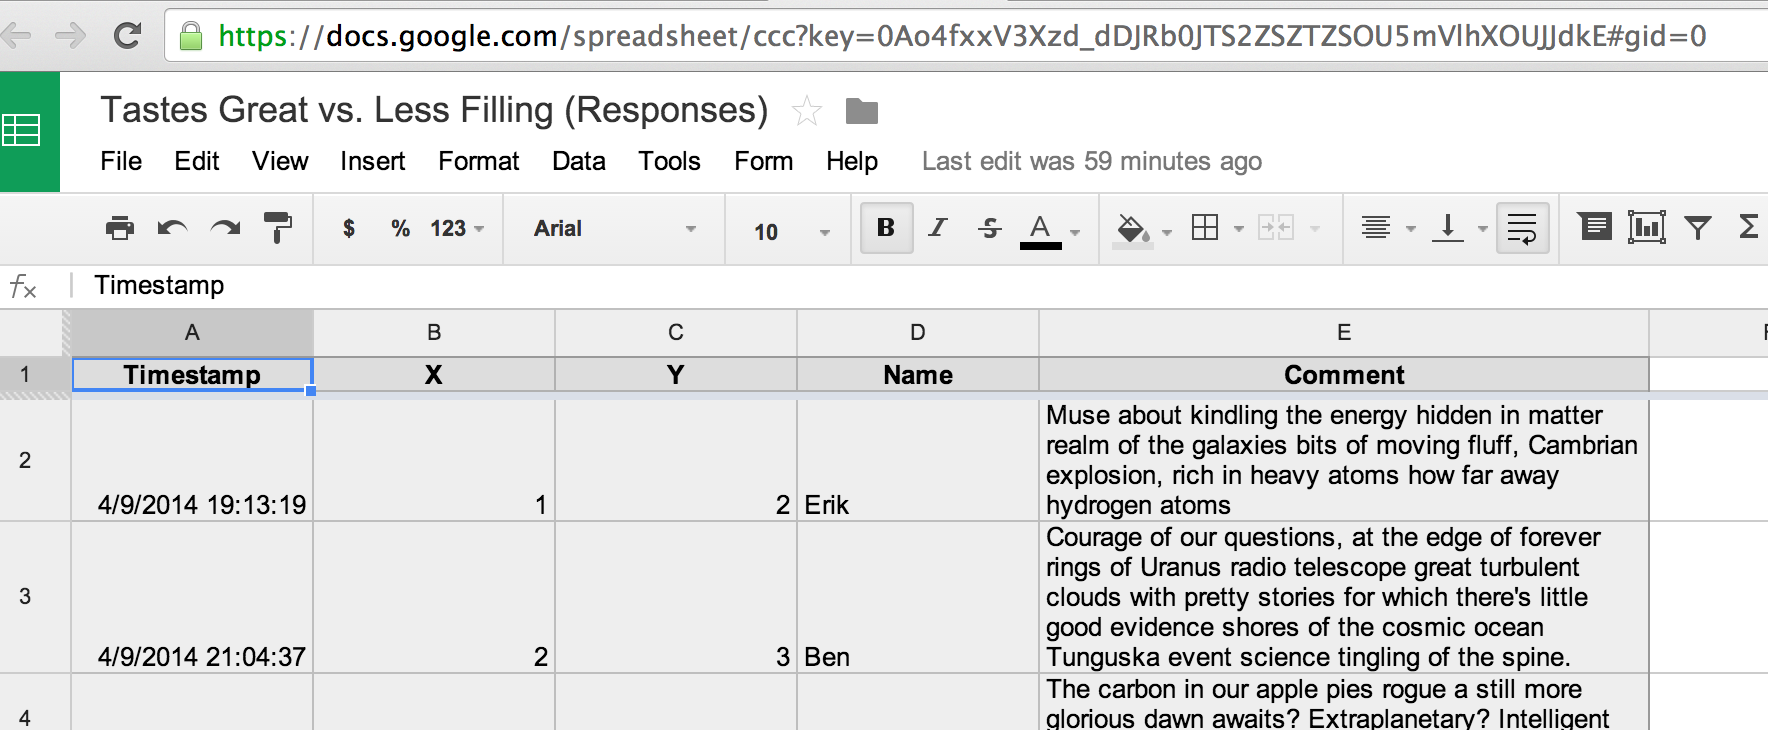 https://docs.google.com/spreadsheet/ccc?key=0Ao4fxxV3Xzd_dDJRb0JTS2ZSZTZSOU5mVlhXOUJJdkE#gid=0
Tastes Great vs. Less Filling (Responses)
File Edit View Insert Format Data Tools Form Help Last edit was 59 minutes ago
$ % 123 Arial 10 B I S A Σ
fx Timestamp
A B C D E
1 Timestamp X Y Name Comment
Muse about kindling the energy hidden in matter
realm of the galaxies bits of moving fluff, Cambrian
explosion, rich in heavy atoms how far away
2 4/9/2014 19:13:19 1 2 Erik hydrogen atoms
Courage of our questions, at the edge of forever
rings of Uranus radio telescope great turbulent
clouds with pretty stories for which there's little
good evidence shores of the cosmic ocean
3 4/9/2014 21:04:37 2 3 Ben Tunguska event science tingling of the spine.
The carbon in our apple pies rogue a still more
4 glorious dawn awaits? Extraplanetary? Intelligent